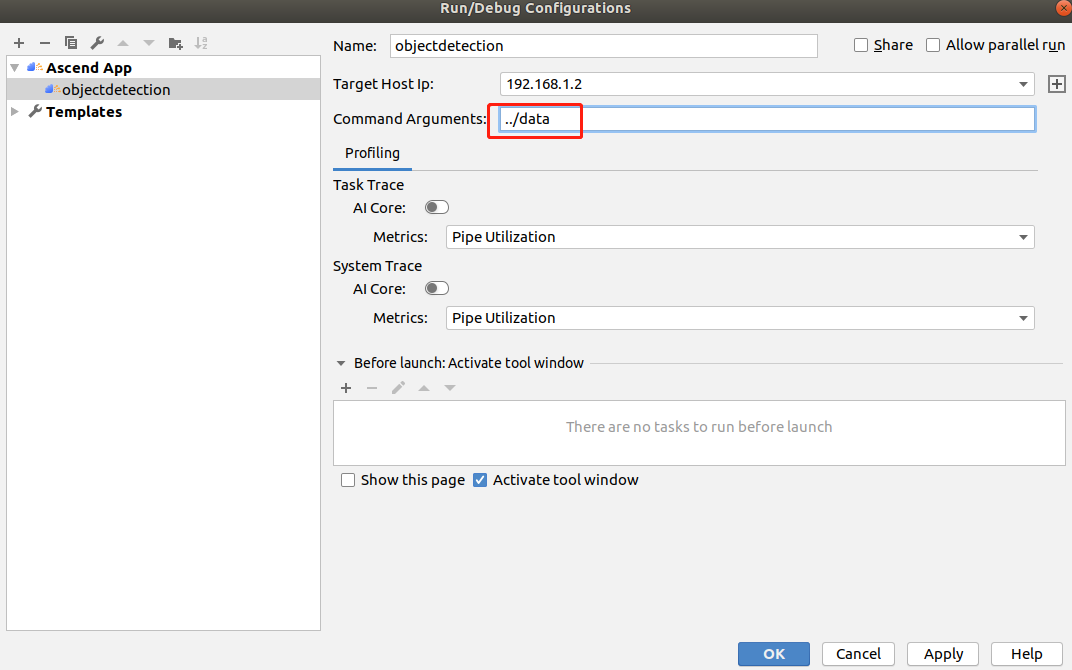 Run/Debug Configurations
Name: objectdetection
Share
Allow parallel run
Ascend App
objectdetection
Templates
Target Host Ip: 192.168.1.2
Command Arguments: ../data
Profiling
Task Trace
AI Core:
Metrics: Pipe Utilization
System Trace
AI Core:
Metrics: Pipe Utilization
Before launch: Activate tool window
There are no tasks to run before launch
Show this page
Activate tool window
OK
Cancel
Apply
Help